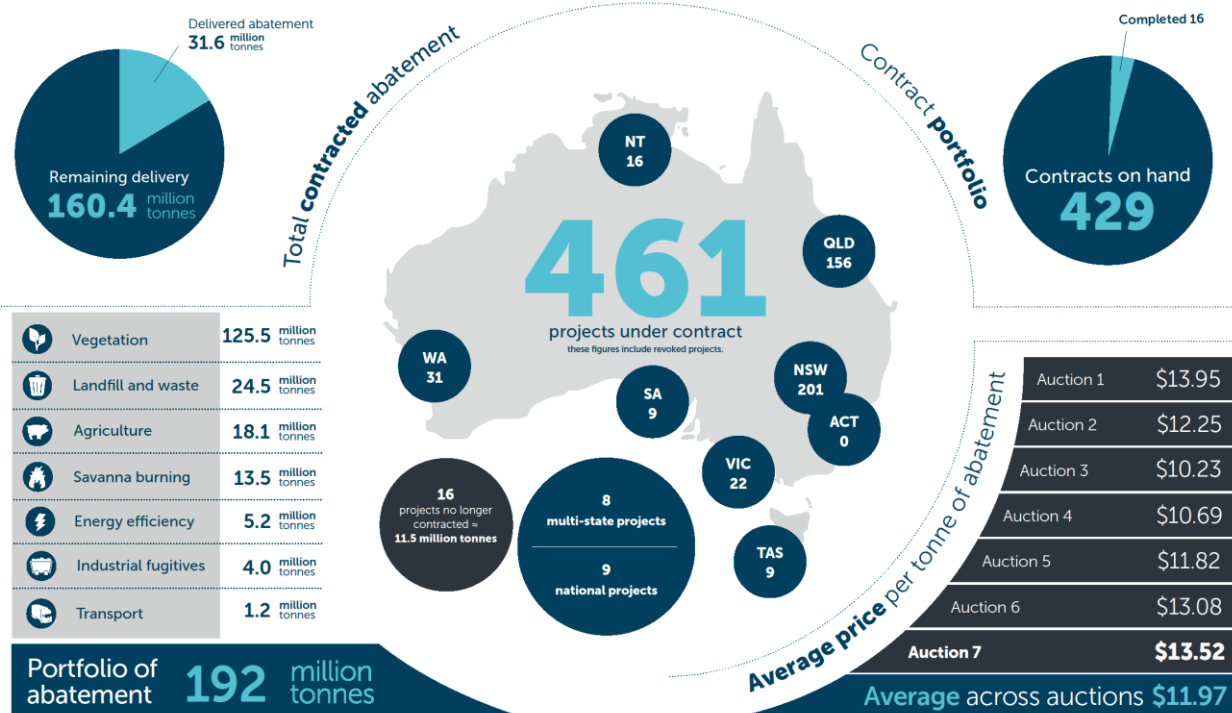 Delivered abatement
31.6 million tonnes
Remaining delivery
160.4 million tonnes
Total contracted abatement
Contract portfolio
Completed 16
Contracts on hand
429
NT
16
QLD
156
461
projects under contract
these figures include revoked projects.
WA
31
SA
9
NSW
201
ACT
0
VIC
22
TAS
9
16
projects no longer
contracted ≈
11.5 million tonnes
8
multi-state projects
9
national projects
Vegetation 125.5 million tonnes
Landfill and waste 24.5 million tonnes
Agriculture 18.1 million tonnes
Savanna burning 13.5 million tonnes
Energy efficiency 5.2 million tonnes
Industrial fugitives 4.0 million tonnes
Transport 1.2 million tonnes
Portfolio of
abatement
192 million tonnes
Average price per tonne of abatement
Auction 1 $13.95
Auction 2 $12.25
Auction 3 $10.23
Auction 4 $10.69
Auction 5 $11.82
Auction 6 $13.08
Auction 7 $13.52
Average across auctions $11.97